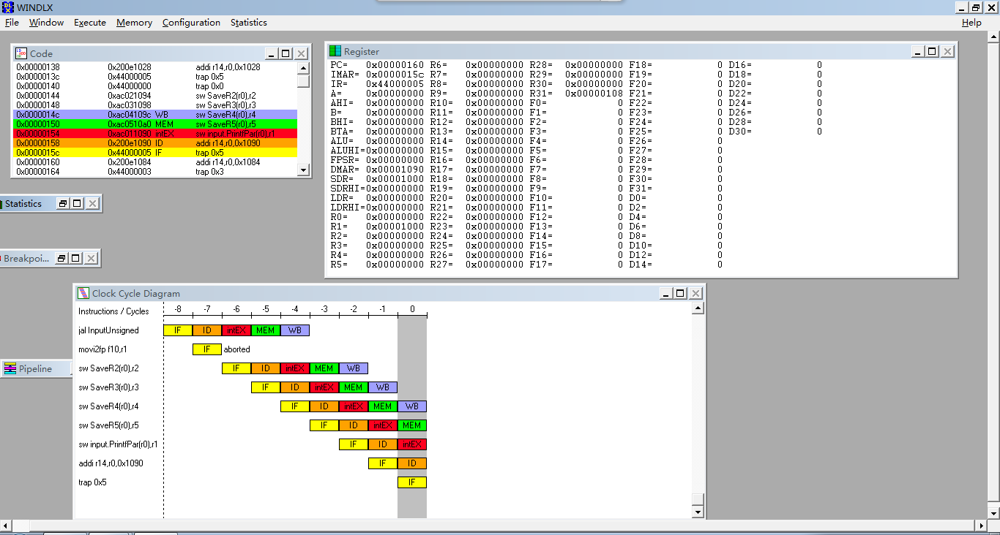 WINDLX
File Window Execute Memory Configuration Statistics Help
Code
0x00000138 0x200e1028 addi r14,r0,0x1028
0x0000013c 0x44000005 trap 0x5
0x00000140 0x44000000 trap 0x0
0x00000144 0xac021094 sw SaveR2(r0),r2
0x00000148 0xac031098 sw SaveR3(r0),r3
0x0000014c 0xac04109c WB sw SaveR4(r0),r4
0x00000150 0xac0510a0 MEM sw SaveR5(r0),r5
0x00000154 0xac011090 intEX sw input.PrintfPar(r0),r1
0x00000158 0x200e1090 ID addi r14,r0,0x1090
0x0000015c 0x44000005 IF trap 0x5
0x00000160 0x200e1084 addi r14,r0,0x1084
0x00000164 0x44000003 trap 0x3
Register
PC= 0x00000160 R6= 0x00000000 R28= 0x00000000 F18= 0 D16= 0
IMAR= 0x0000015c R7= 0x00000000 R29= 0x00000000 F19= 0 D18= 0
IR= 0x44000005 R8= 0x00000000 R30= 0x00000000 F20= 0 D20= 0
A= 0x00000000 R9= 0x00000000 R31= 0x00000108 F21= 0 D22= 0
AHI= 0x00000000 R10= 0x00000000 F0= 0 F22= 0 D24= 0
B= 0x00000000 R11= 0x00000000 F1= 0 F23= 0 D26= 0
BHI= 0x00000000 R12= 0x00000000 F2= 0 F24= 0 D28= 0
BTA= 0x00000000 R13= 0x00000000 F3= 0 F25= 0 D30= 0
ALU= 0x00000000 R14= 0x00000000 F4= 0 F26= 0
ALUHI= 0x00000000 R15= 0x00000000 F5= 0 F27= 0
FPSR= 0x00000000 R16= 0x00000000 F6= 0 F28= 0
DMAR= 0x00001090 R17= 0x00000000 F7= 0 F29= 0
SDR= 0x00001000 R18= 0x00000000 F8= 0 F30= 0
SDRHI= 0x00000000 R19= 0x00000000 F9= 0 F31= 0
LDR= 0x00000000 R20= 0x00000000 F10= 0 D0= 0
LDRHI= 0x00000000 R21= 0x00000000 F11= 0 D2= 0
R0= 0x00000000 R22= 0x00000000 F12= 0 D4= 0
R1= 0x00001000 R23= 0x00000000 F13= 0 D6= 0
R2= 0x00000000 R24= 0x00000000 F14= 0 D8= 0
R3= 0x00000000 R25= 0x00000000 F15= 0 D10= 0
R4= 0x00000000 R26= 0x00000000 F16= 0 D12= 0
R5= 0x00000000 R27= 0x00000000 F17= 0 D14= 0
Statistics
Breakpoi...
Pipeline
Clock Cycle Diagram
Instructions / Cycles -8 -7 -6 -5 -4 -3 -2 -1 0
jal InputUnsigned IF ID intEX MEM WB
movi2fp f10,r1 IF aborted
sw SaveR2(r0),r2 IF ID intEX MEM WB
sw SaveR3(r0),r3 IF ID intEX MEM WB
sw SaveR4(r0),r4 IF ID intEX MEM WB
sw SaveR5(r0),r5 IF ID intEX MEM
sw input.PrintfPar(r0),r1 IF ID intEX
addi r14,r0,0x1090 IF ID
trap 0x5 IF